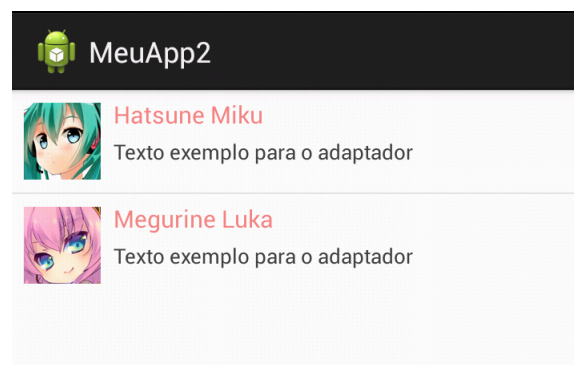 MeuApp2
Hatsune Miku
Texto exemplo para o adaptador
Megurine Luka
Texto exemplo para o adaptador